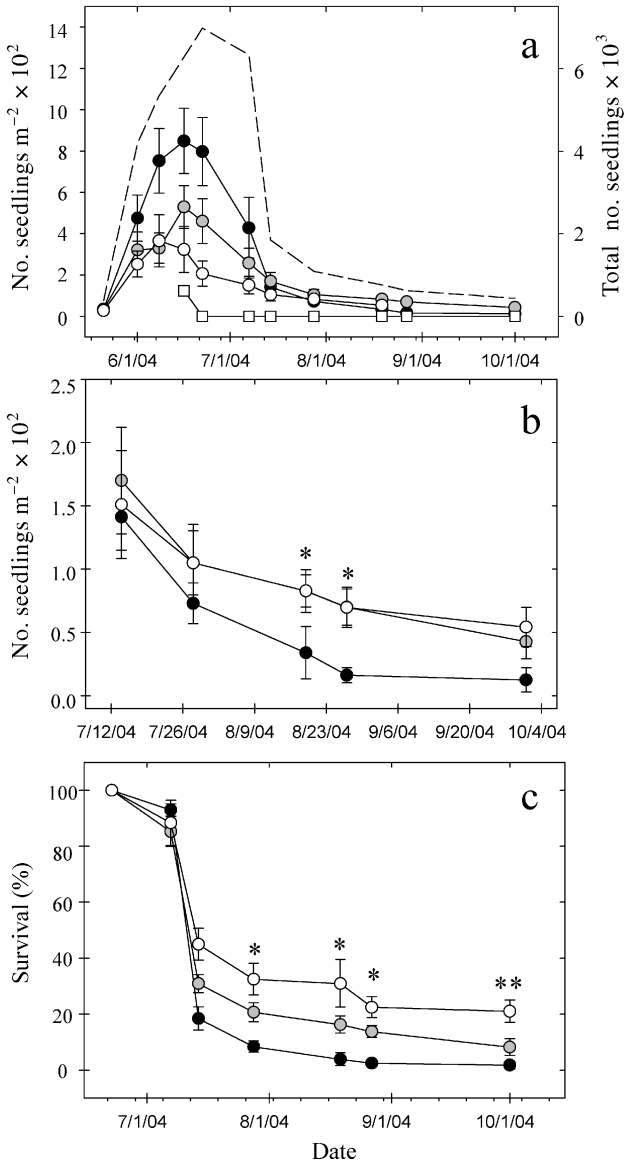 a
No. seedlings m⁻² × 10²
14
12
10
8
6
4
2
0
Total no. seedlings × 10³
6
4
2
0
6/1/04 7/1/04 8/1/04 9/1/04 10/1/04
b
No. seedlings m⁻² × 10²
2.5
2.0
1.5
1.0
0.5
0.0
* *
7/12/04 7/26/04 8/9/04 8/23/04 9/6/04 9/20/04 10/4/04
c
Survival (%)
100
80
60
40
20
0
* * * **
7/1/04 8/1/04 9/1/04 10/1/04
Date